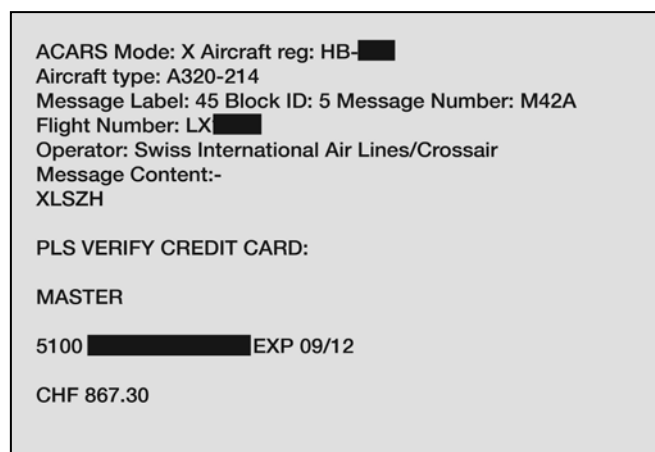 ACARS Mode: X Aircraft reg: HB-
Aircraft type: A320-214
Message Label: 45 Block ID: 5 Message Number: M42A
Flight Number: LX
Operator: Swiss International Air Lines/Crossair
Message Content:-
XLSZH
PLS VERIFY CREDIT CARD:
MASTER
5100 EXP 09/12
CHF 867.30